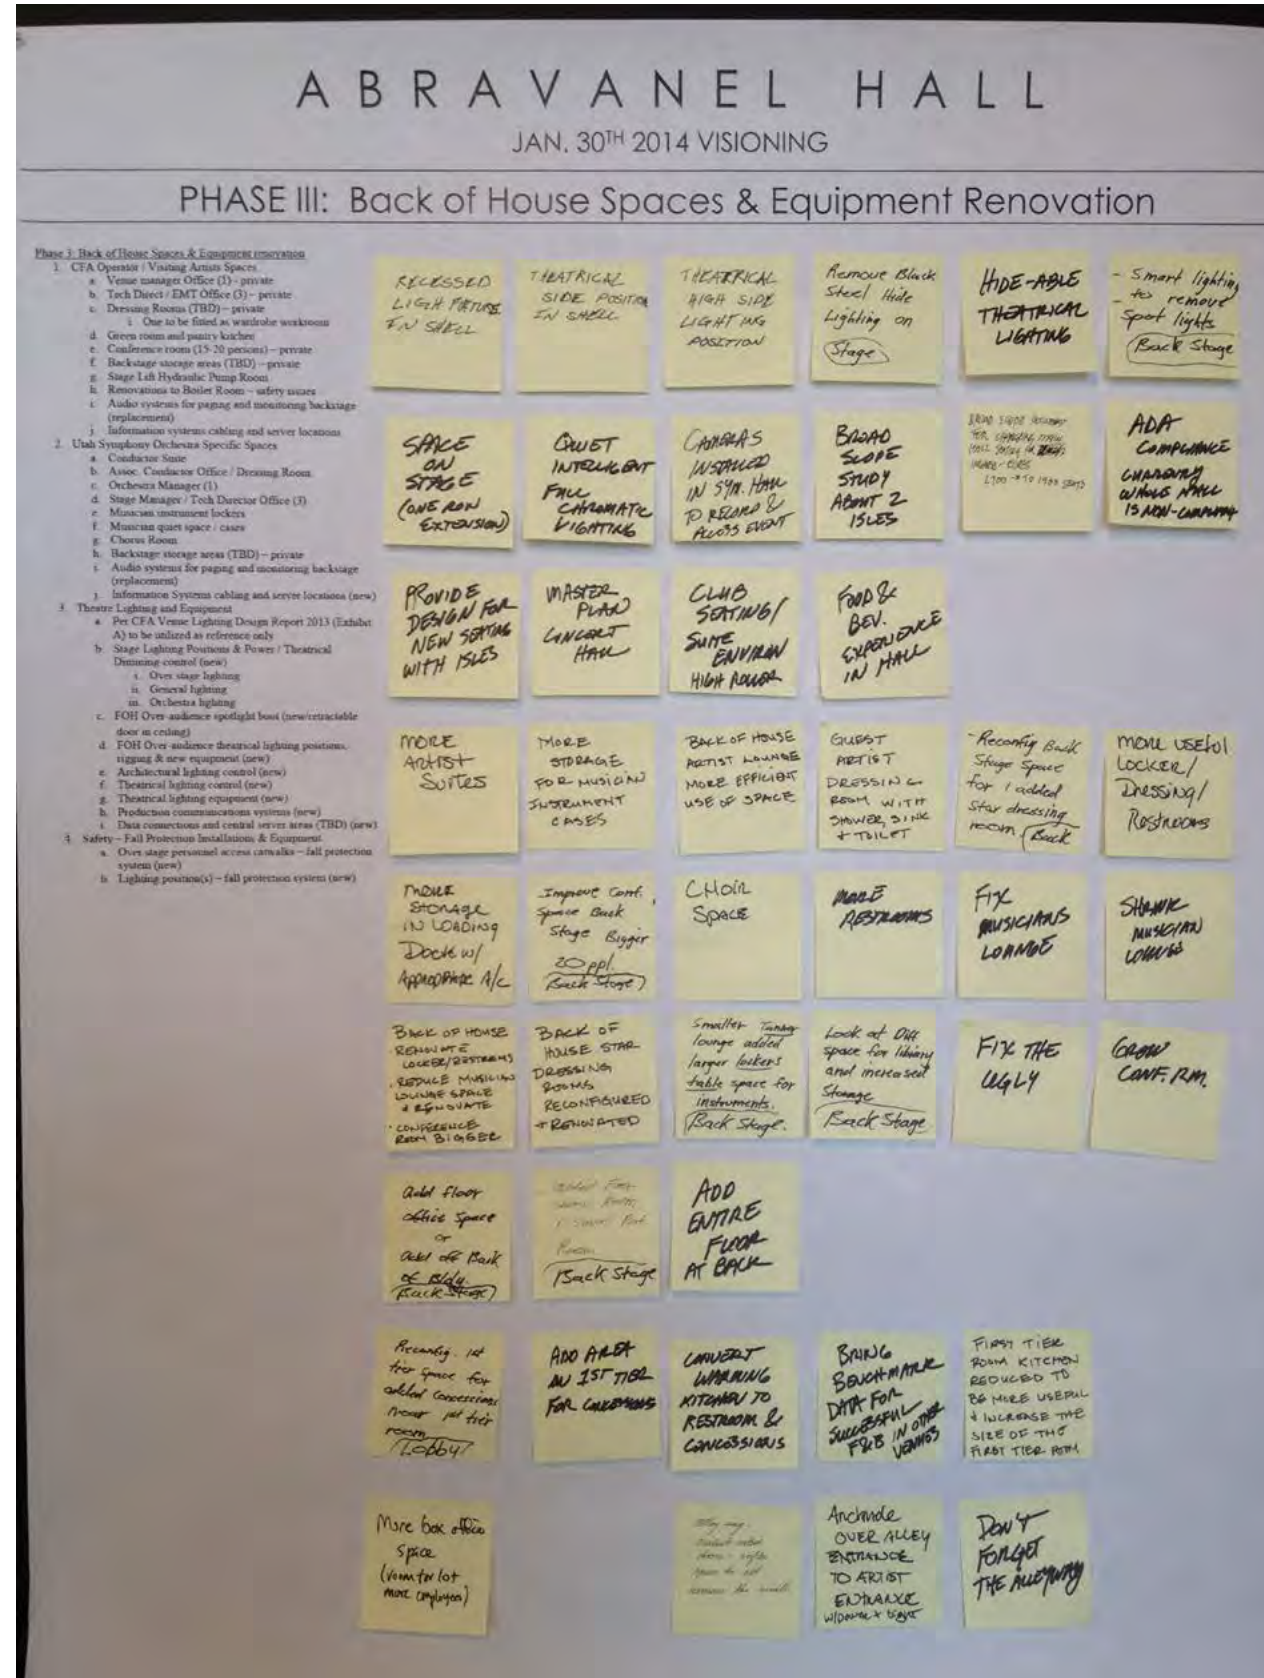 ABRAVANEL HALL
JAN. 30TH 2014 VISIONING
PHASE III: Back of House Spaces & Equipment Renovation
Phase 3: Back of House Spaces & Equipment renovation
1. CFA Operator / Visiting Artists Spaces
a. Venue manager Office (1) - private
b. Tech Direct / EMT Office (3) – private
c. Dressing Rooms (TBD) – private
i. One to be fitted as wardrobe workroom
d. Green room and pantry kitchen
e. Conference room (15-20 persons) – private
f. Backstage storage areas (TBD) – private
g. Stage Left Hydraulic Pump Room
h. Renovations to Boiler Room – safety issues
i. Audio systems for paging and monitoring backstage
(replacement)
j. Information systems cabling and server locations
2. Utah Symphony Orchestra Specific Spaces
a. Conductor Suite
b. Assoc. Conductor Office / Dressing Room
c. Orchestra Manager (1)
d. Stage Manager / Tech Director Office (3)
e. Musician instrument lockers
f. Musician quiet space / cases
g. Chorus Room
h. Backstage storage areas (TBD) – private
i. Audio systems for paging and monitoring backstage
(replacement)
j. Information Systems cabling and server locations (new)
3. Theatre Lighting and Equipment
a. Per CFA Venue Lighting Design Report 2013 (Exhibit
A) to be utilized as reference only
b. Stage Lighting Positions & Power / Theatrical
Dimming control (new)
i. Over stage lighting
ii. General lighting
iii. Orchestra lighting
c. FOH Over-audience spotlight boot (new/retractable
door in ceiling)
d. FOH Over-audience theatrical lighting positions,
rigging & new equipment (new)
e. Architectural lighting control (new)
f. Theatrical lighting control (new)
g. Theatrical lighting equipment (new)
h. Production communications systems (new)
i. Data connections and central server areas (TBD) (new)
4. Safety – Fall Protection Installations & Equipment
a. Over stage personnel access catwalks – fall protection
system (new)
b. Lighting position(s) – fall protection system (new)
RECESSED
LIGH FIXTURE
IN SHELL
THEATRICAL
SIDE POSITION
IN SHELL
THEATRICAL
HIGH SIDE
LIGHTING
POSITION
Remove Black
Steel Hide
Lighting on
Stage
HIDE-ABLE
THEATRICAL
LIGHTING
- Smart lighting
- to remove
Spot lights
Back Stage
SPACE
ON
STAGE
(ONE ROW
EXTENSION)
QUIET
INTELLIGENT
FULL
CHROMATIC
LIGHTING
CAMERAS
INSTALLED
IN SYM. HALL
TO RECORD &
ACCESS EVENT
BROAD
SCOPE
STUDY
ABOUT 2
ISLES
ADA
COMPLIANCE
CURRENTLY
WHOLE HALL
IS NON-COMPLIANT
PROVIDE
DESIGN FOR
NEW SEATING
WITH ISLES
MASTER
PLAN
CONCERT
HALL
CLUB
SEATING/
SUITE
ENVIRON
HIGH ROLLER
FOOD &
BEV.
EXPERIENCE
IN HALL
MORE
ARTIST
SUITES
MORE
STORAGE
FOR MUSICIAN
INSTRUMENT
CASES
BACK OF HOUSE
ARTIST LOUNGE
MORE EFFICIENT
USE OF SPACE
GUEST
ARTIST
DRESSING
ROOM WITH
SHOWER, SINK
+ TOILET
- Reconfig Back
Stage Space
for 1 added
Star dressing
room. Back
more useful
LOCKER/
Dressing/
Restrooms
MORE
STORAGE
IN LOADING
Dock w/
APPROPRIATE A/C
Improve Conf.
Space Back
Stage Bigger
20 ppl.
Back Stage
CHOIR
SPACE
MORE
RESTROOMS
FIX
MUSICIANS
LOUNGE
SHRINK
MUSICIAN
LOUNGE
BACK OF HOUSE
· RENOVATE
LOCKER/RESTROOMS
· REDUCE MUSICIAN
LOUNGE SPACE
+ RENOVATE
· CONFERENCE
ROOM BIGGER
BACK OF
HOUSE STAR
DRESSING
ROOMS
RECONFIGURED
+ RENOVATED
Smaller Tuning
lounge added
larger lockers
table space for
instruments.
Back Stage.
Look at Diff
space for library
and increased
Storage
Back Stage
FIX THE
UGLY
GROW
CONF. RM.
Add floor
office space
or
add off Back
of Bldg.
Back Stage
Room
Back Stage
ADD
ENTIRE
FLOOR
AT BACK
Reconfig. 1st
tier space for
added Concessions
near 1st tier
room
Lobby
ADD AREA
ON 1ST TIER
FOR CONCESSIONS
CONVERT
WARMING
KITCHEN TO
RESTROOM &
CONCESSIONS
BRING
BENCHMARK
DATA FOR
SUCCESSFUL
F&B IN OTHER
VENUES
FIRST TIER
ROOM KITCHEN
REDUCED TO
BE MORE USEFUL
+ INCREASE THE
SIZE OF THE
FIRST TIER ROOM
More box office
space
(room for lot
more employees)
OVER ALLEY
ENTRANCE
TO ARTIST
ENTRANCE
DON'T
FORGET
THE ALLEYWAY